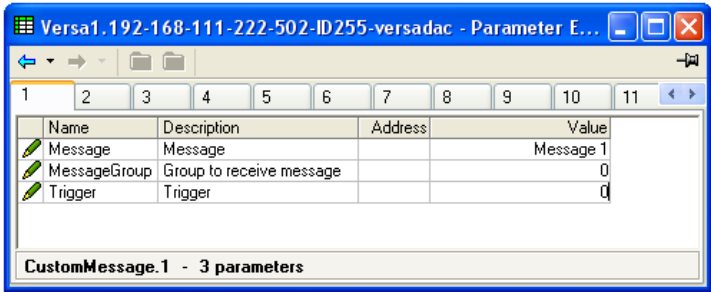 Versa1.192-168-111-222-502-ID255-versadac - Parameter E...
1 2 3 4 5 6 7 8 9 10 11
Name Description Address Value
Message Message Message 1
MessageGroup Group to receive message 0
Trigger Trigger 0
CustomMessage.1 - 3 parameters